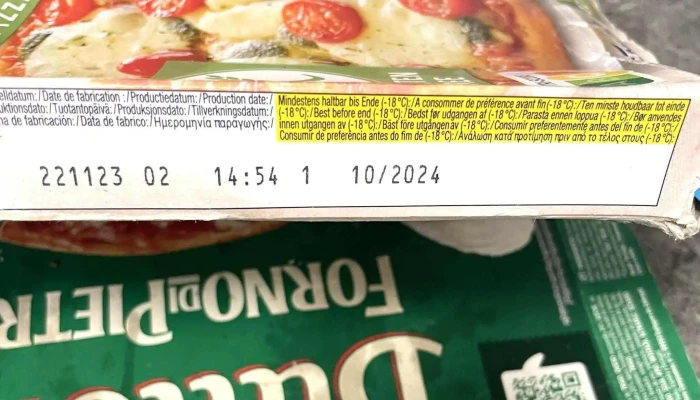 elldatum:/Date de fabrication :/Productiedatum:/Production date:/
uktionsdato:/Tuotantopäivä:/Produksjonsdato:/Tillverkningsdatum:/
ha de fabricación:/Data de fabrico:/Ημερομηνία παραγωγής:/
Mindestens haltbar bis Ende (-18°C):/A consommer de préférence avant fin(-18°C):/Ten minste houdbaar tot einde
(-18°C):/Best before end (-18°C):/Bedst før udgangen af (-18°C):/Parasta ennen loppua (-18°C):/Bør anvendes
innen utgangen av (-18°C):/Bäst före utgången av (-18°C):/Consumir preferentemente antes del fin de (-18°C):/
Consumir de preferência antes do fim de (-18°C):/Ανάλωση κατά προτίμηση πριν από το τέλος στους (-18°C):
221123 02 14:54 1 10/2024
FORNO DI PIETR